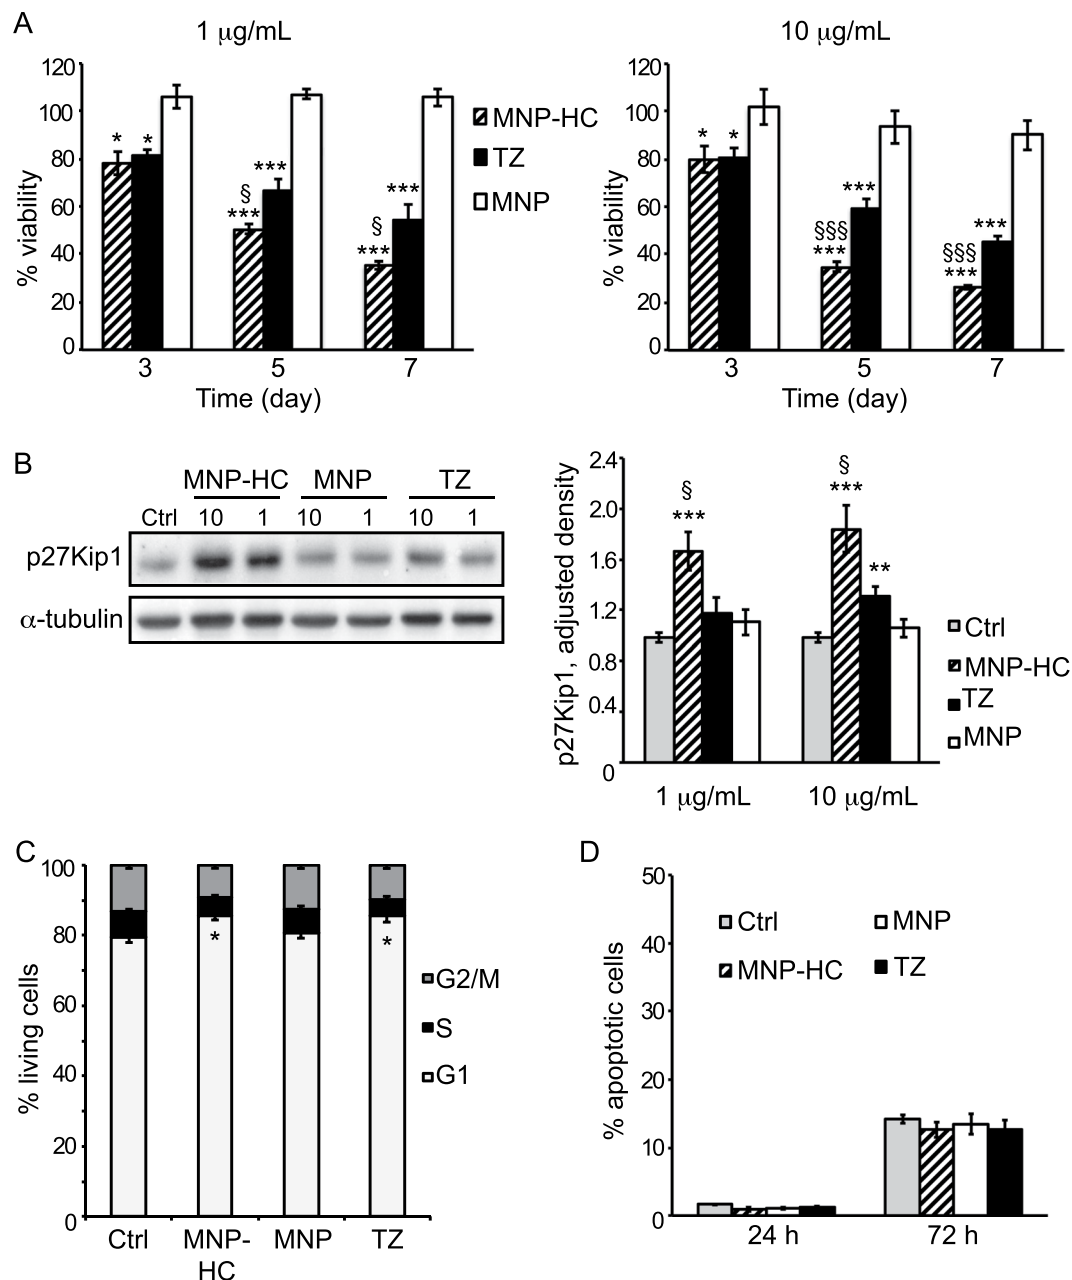 A
1 μg/mL
10 μg/mL
% viability
120
100
80
60
40
20
0
* * 
§
*** ***
§
*** ***
3 5 7
Time (day)
MNP-HC
TZ
MNP
% viability
120
100
80
60
40
20
0
* *
§§§
*** ***
§§§
*** ***
3 5 7
Time (day)
B
MNP-HC MNP TZ
Ctrl 10 1 10 1 10 1
p27Kip1
α-tubulin
p27Kip1, adjusted density
2.4
2.0
1.6
1.2
0.8
0.4
0
§
***
§
***
**
1 μg/mL 10 μg/mL
Ctrl
MNP-HC
TZ
MNP
C
% living cells
100
80
60
40
20
0
* *
Ctrl MNP- MNP TZ
HC
G2/M
S
G1
D
% apoptotic cells
50
40
30
20
10
0
Ctrl MNP
MNP-HC TZ
24 h 72 h